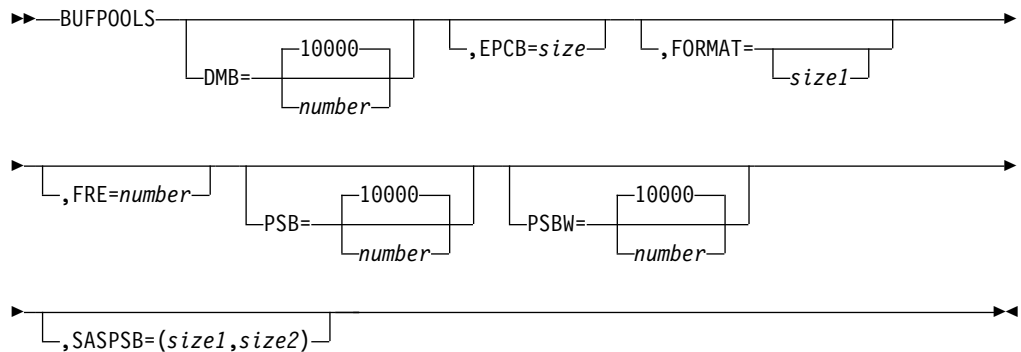 BUFPOOLS
DMB=
10000
number
,EPCB=size
,FORMAT=
size1
,FRE=number
PSB=
10000
number
PSBW=
10000
number
,SASPSB=(size1,size2)